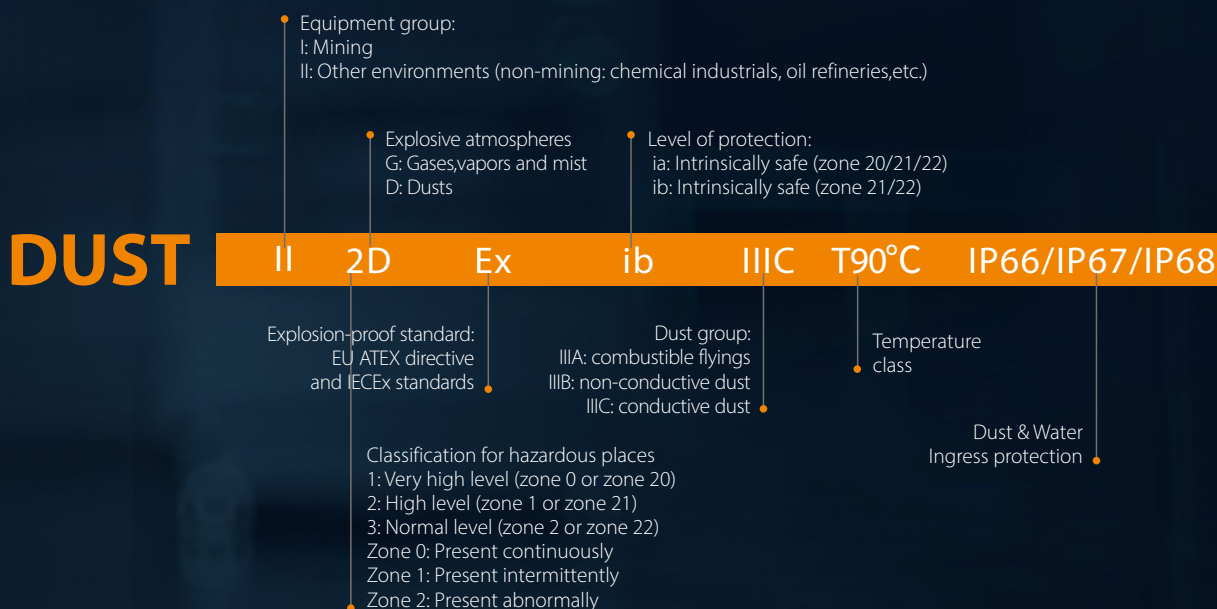 Equipment group:
I: Mining
II: Other environments (non-mining: chemical industrials, oil refineries,etc.)
Explosive atmospheres
G: Gases,vapors and mist
D: Dusts
Level of protection:
ia: Intrinsically safe (zone 20/21/22)
ib: Intrinsically safe (zone 21/22)
DUST II 2D Ex ib IIIC T90°C IP66/IP67/IP68
Explosion-proof standard:
EU ATEX directive
and IECEx standards
Dust group:
IIIA: combustible flyings
IIIB: non-conductive dust
IIIC: conductive dust
Temperature
class
Dust & Water
Ingress protection
Classification for hazardous places
1: Very high level (zone 0 or zone 20)
2: High level (zone 1 or zone 21)
3: Normal level (zone 2 or zone 22)
Zone 0: Present continuously
Zone 1: Present intermittently
Zone 2: Present abnormally